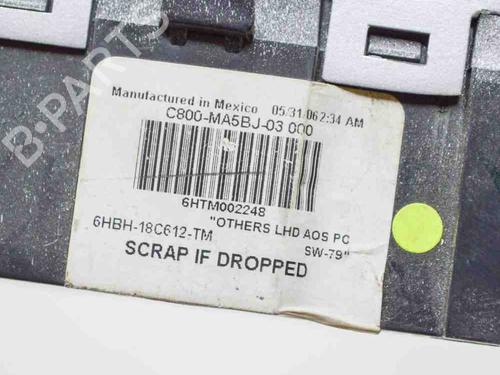 B-PARTS
Manufactured in Mexico 05/31/06 2:34 AM
C800-MA5BJ-03 000
6HTM002248
"OTHERS LHD AOS PC
6HBH-18C612-TM
SW-79"
SCRAP IF DROPPED